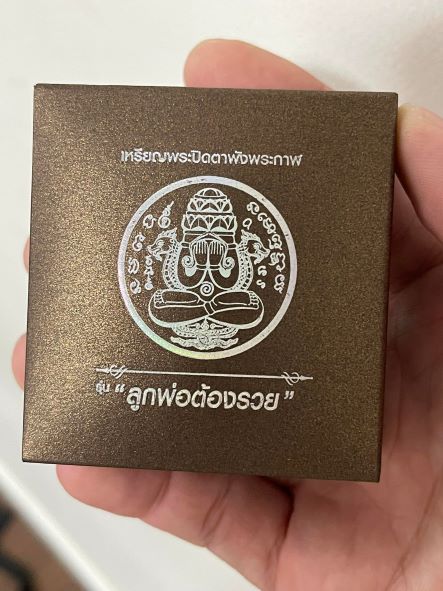 เหรียญพระปิดตาพังพระกาฬ
รุ่น "ลูกพ่อต้องรวย"